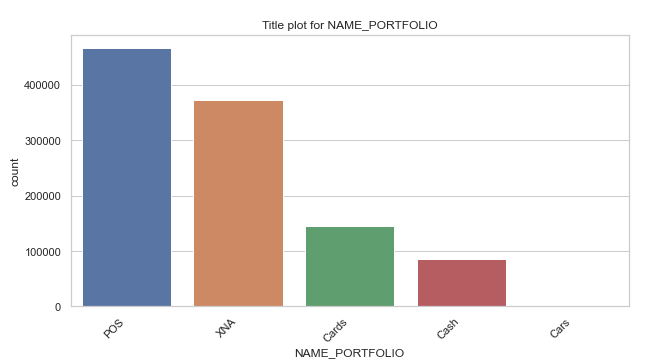 Title plot for NAME_PORTFOLIO
400000
300000
200000
100000
0
count
POS
XNA
Cards
Cash
Cars
NAME_PORTFOLIO